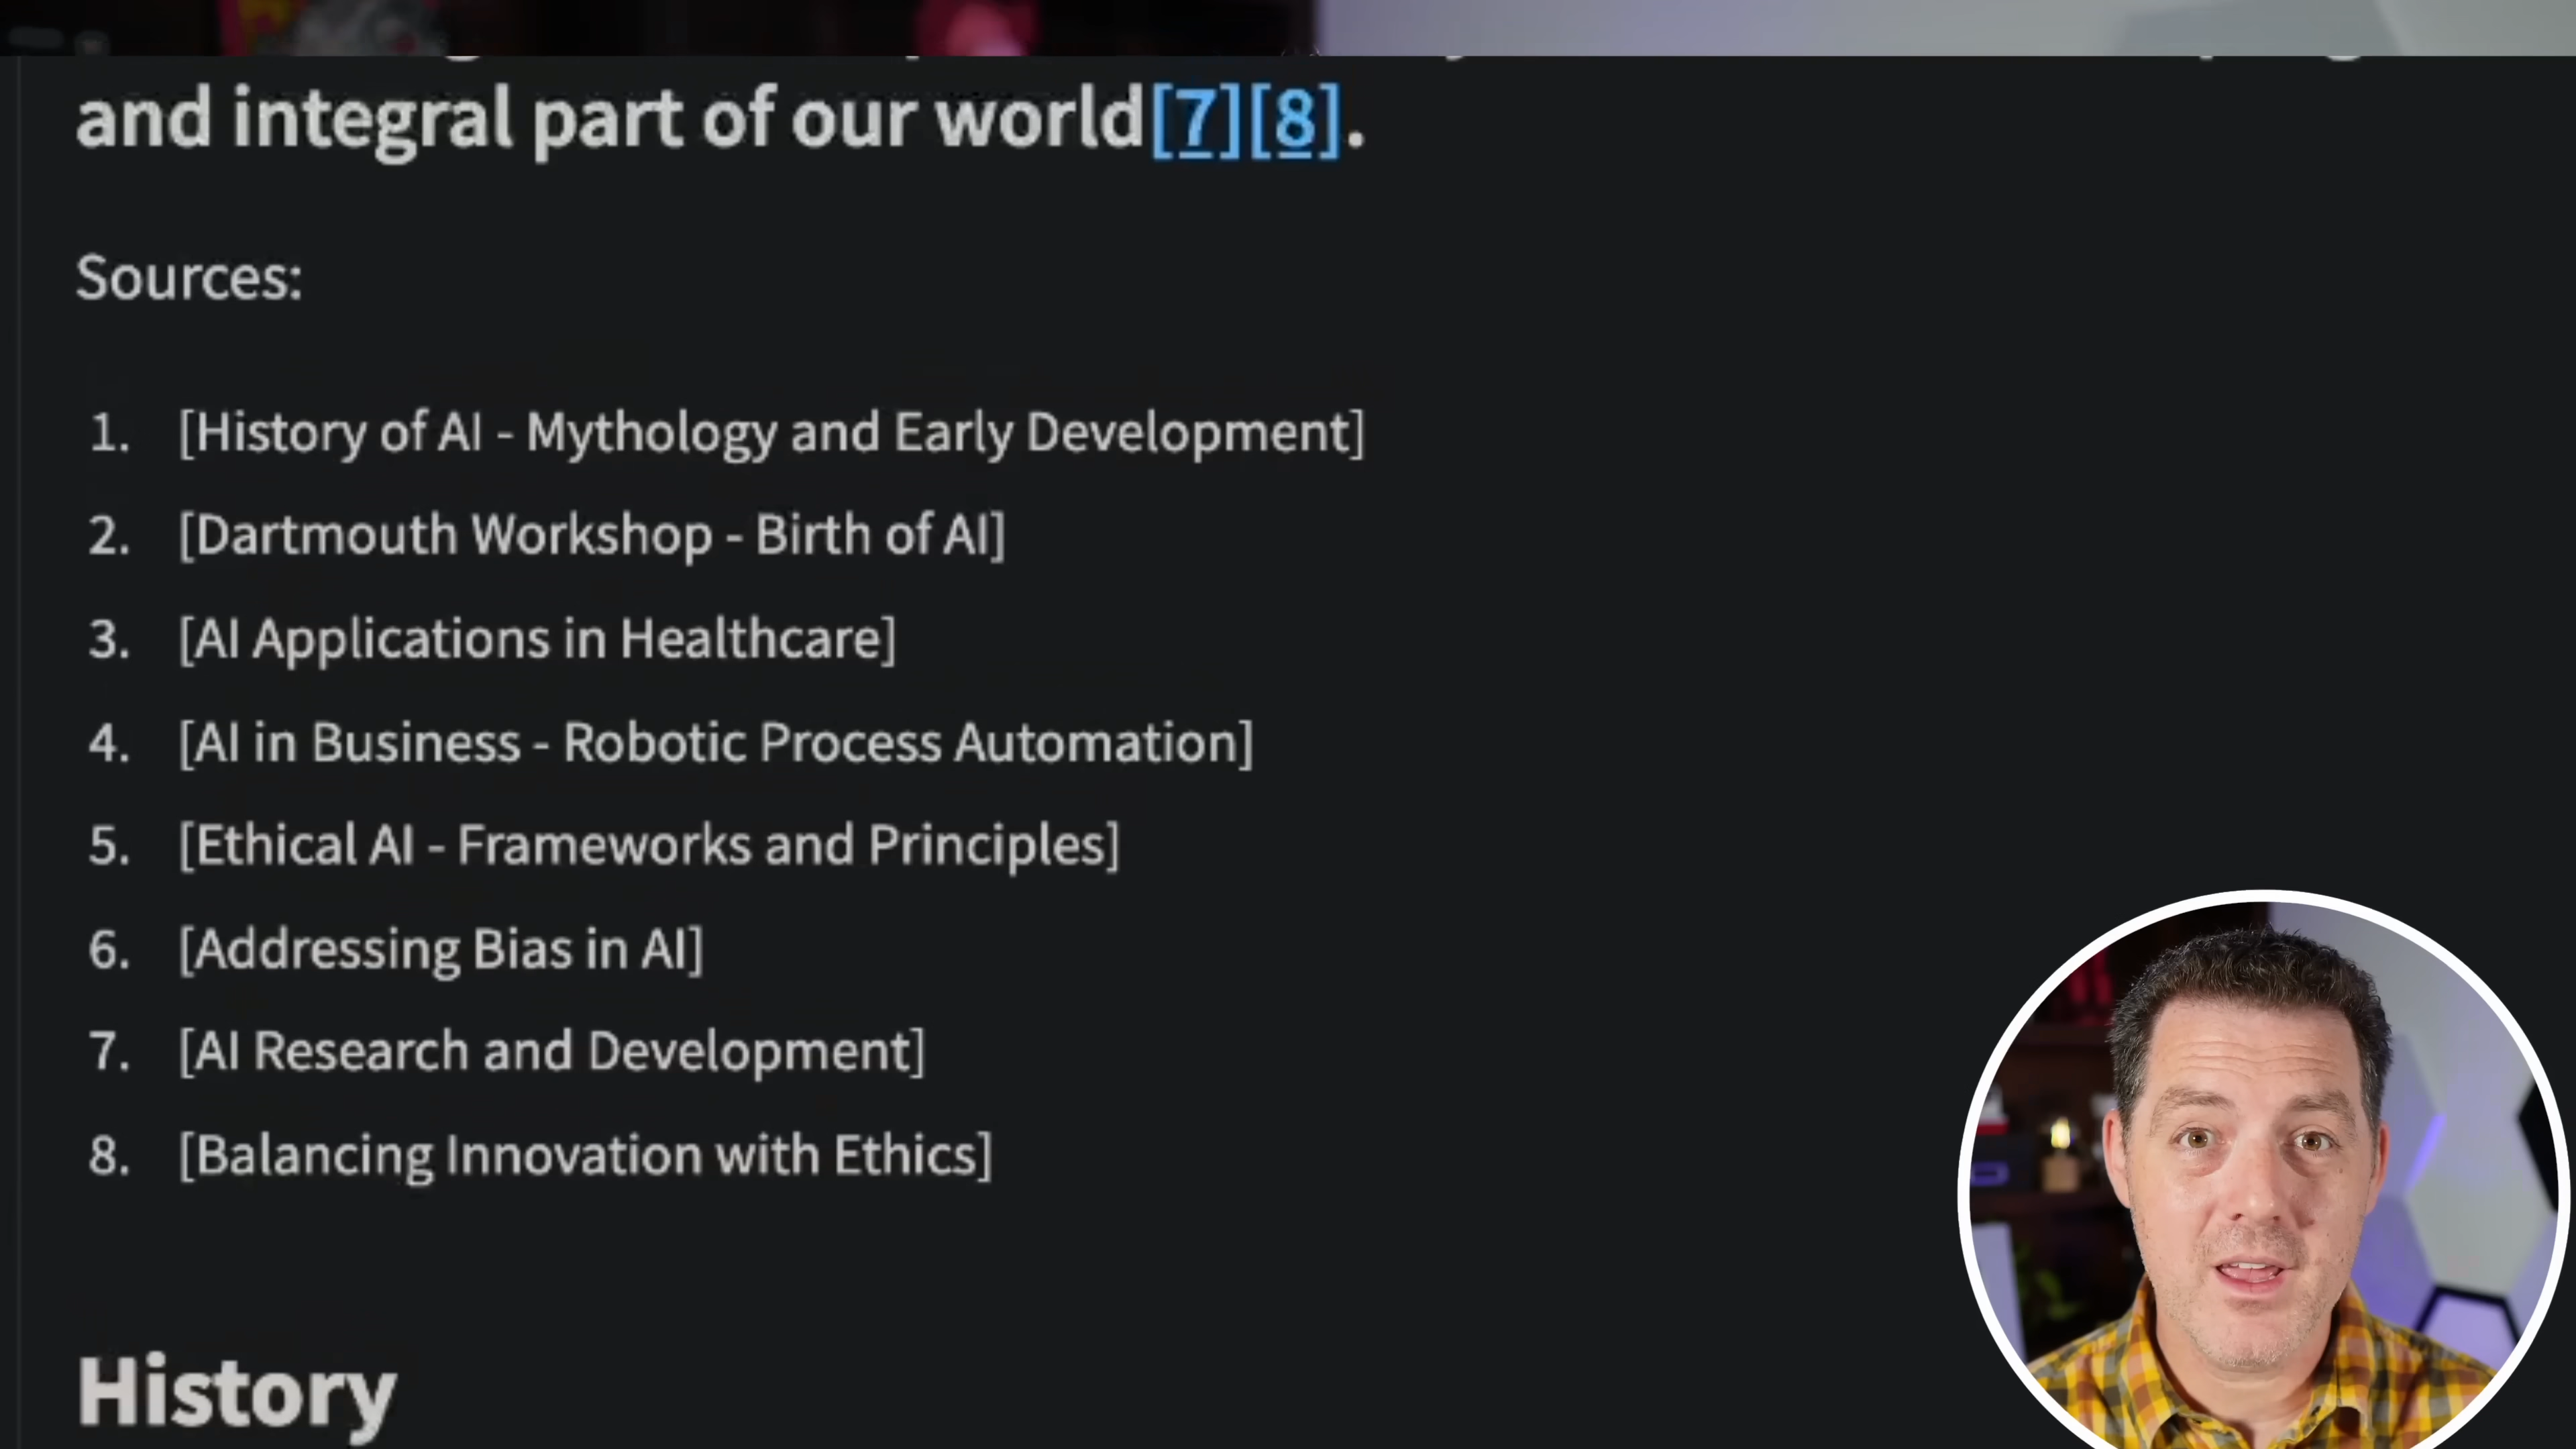 and integral part of our world[7][8].
Sources:
1. [History of AI - Mythology and Early Development]
2. [Dartmouth Workshop - Birth of AI]
3. [AI Applications in Healthcare]
4. [AI in Business - Robotic Process Automation]
5. [Ethical AI - Frameworks and Principles]
6. [Addressing Bias in AI]
7. [AI Research and Development]
8. [Balancing Innovation with Ethics]
History